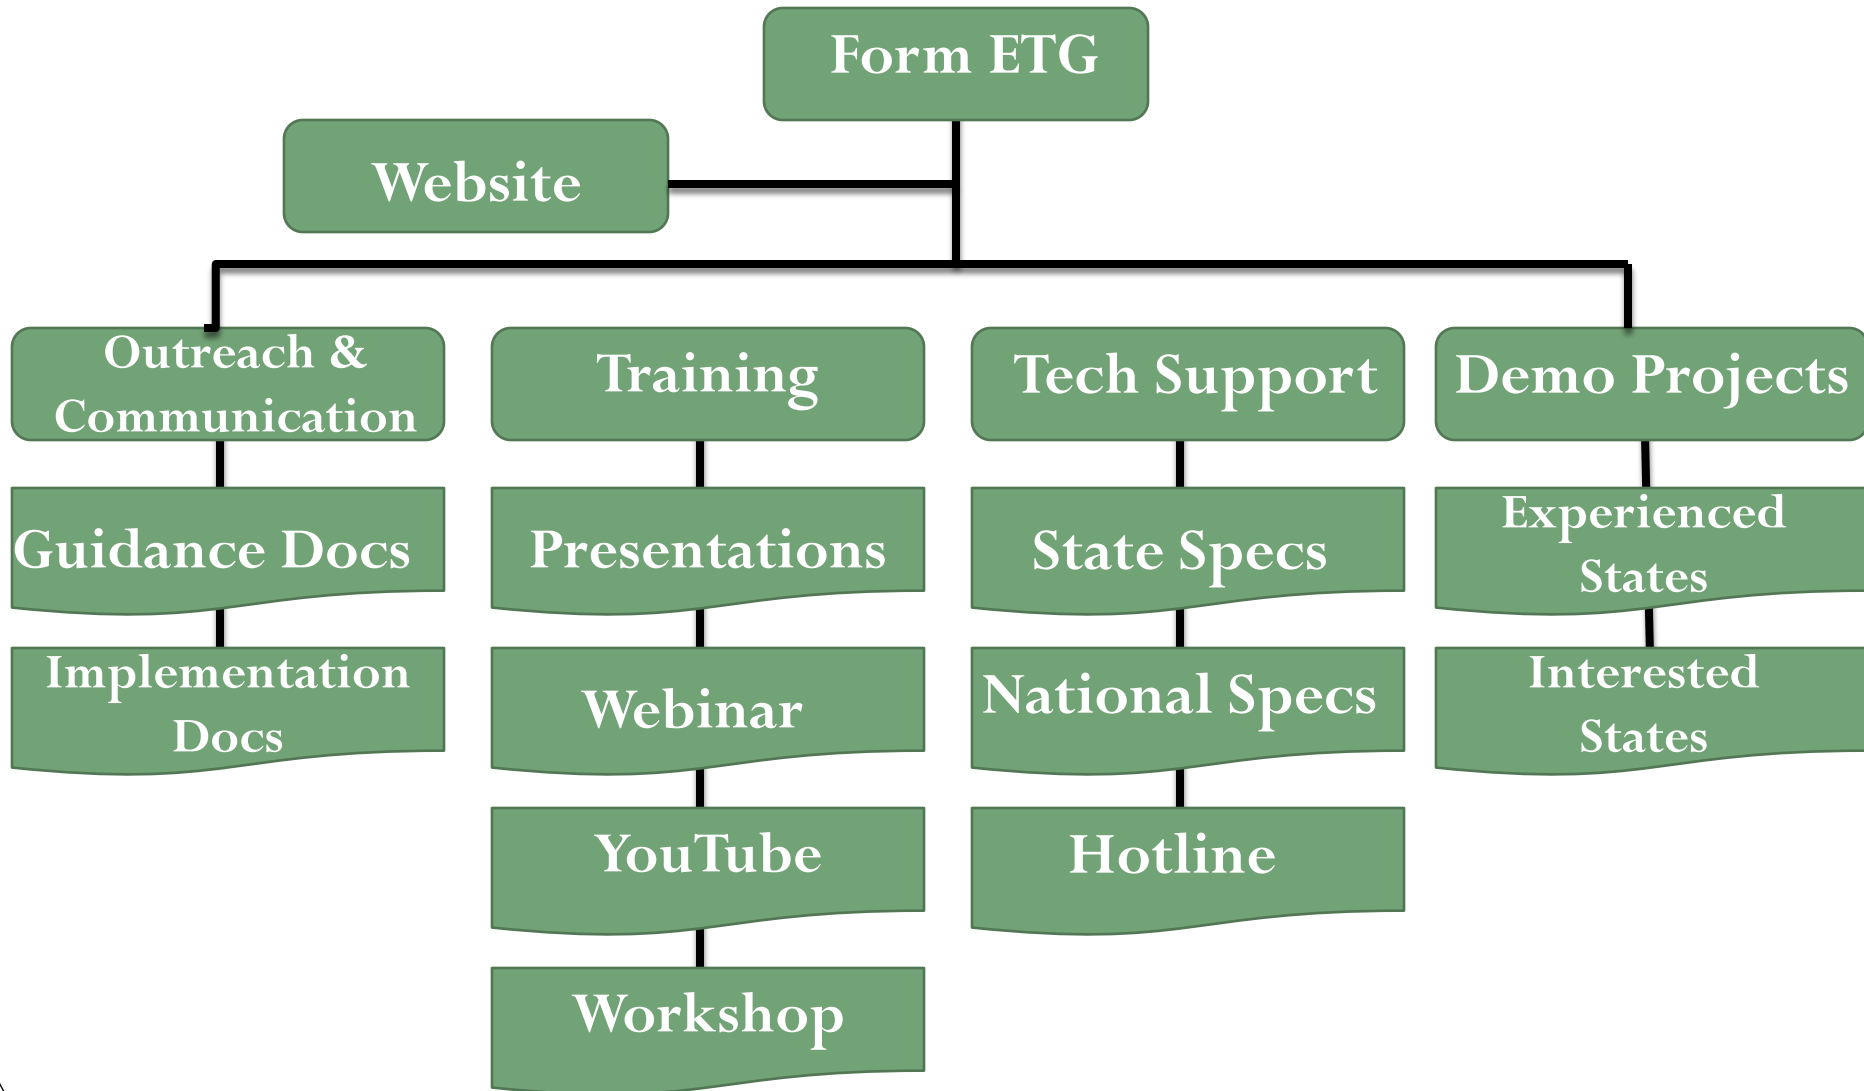 Form ETG
Website
Outreach &
Communication
Training
Tech Support
Demo Projects
Guidance Docs
Presentations
State Specs
Experienced
States
Implementation
Docs
Webinar
National Specs
Interested
States
YouTube
Hotline
Workshop